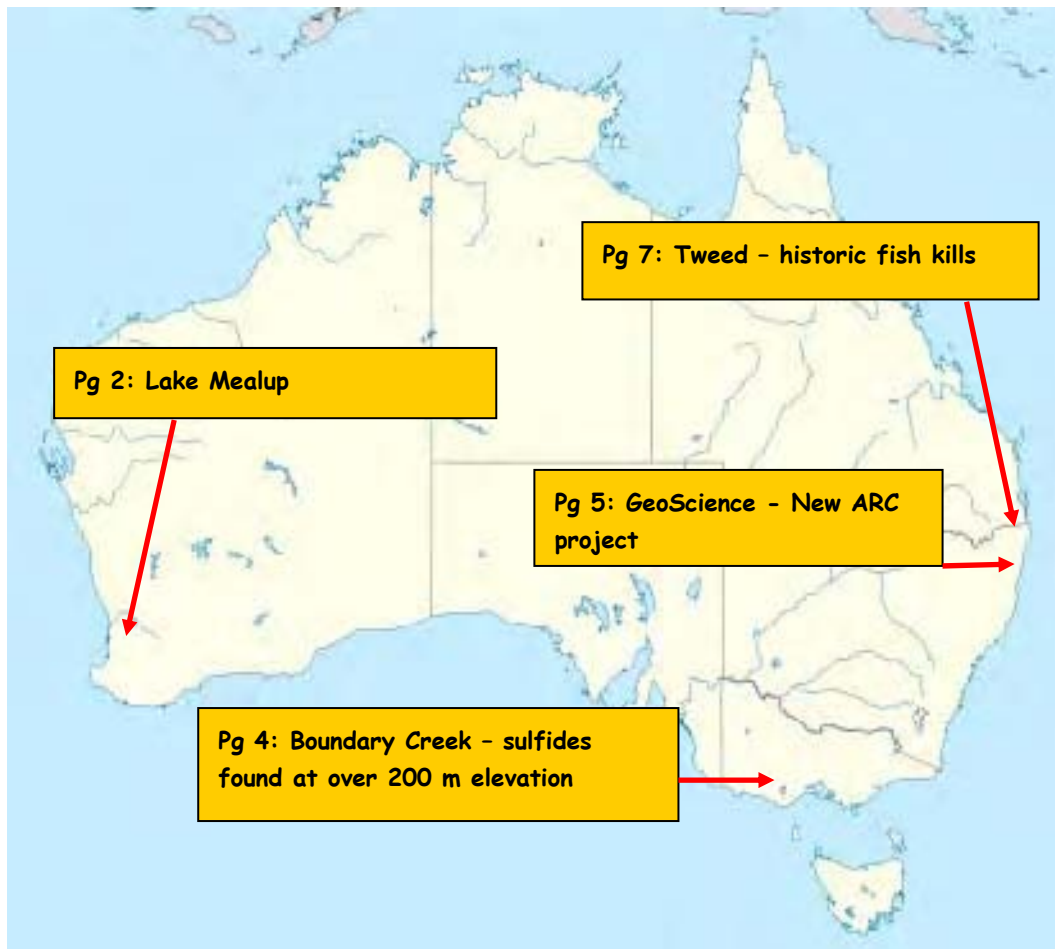 Pg 7: Tweed – historic fish kills
Pg 2: Lake Mealup
Pg 5: GeoScience - New ARC
project
Pg 4: Boundary Creek – sulfides
found at over 200 m elevation